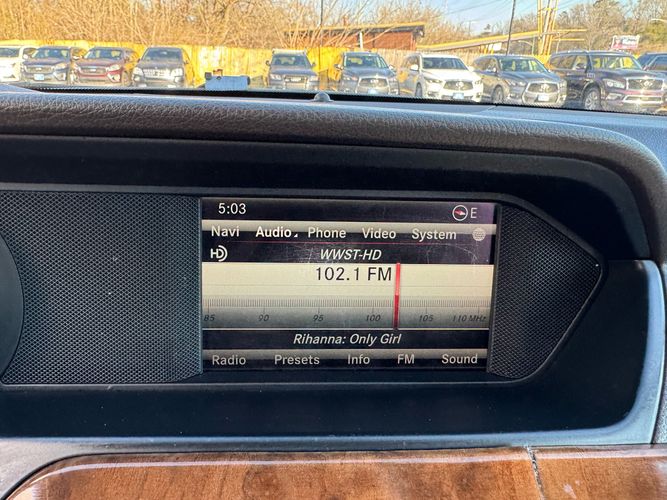 5:03 E
Navi Audio Phone Video System
HD WWST-HD
102.1 FM
85 90 95 100 105 110 MHz
Rihanna: Only Girl
Radio Presets Info FM Sound